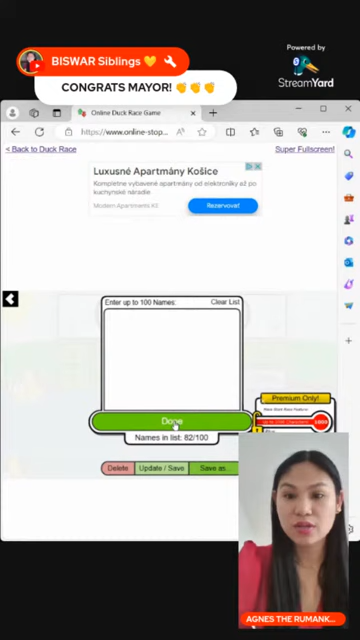 BISWAR Siblings
CONGRATS MAYOR!
Powered by
StreamYard
Online Duck Race Game
https://www.online-stop...
< Back to Duck Race
Super Fullscreen!
Luxusné Apartmány Košice
Kompletne vybavené apartmány od elektroniky až po
kuchynské náradie.
Modern Apartments KE
Rezervovať
Enter up to 100 Names:
Clear List
Done
Names in list: 82/100
Premium Only!
Delete
Update / Save
Save as...
AGNES THE RUMANK...